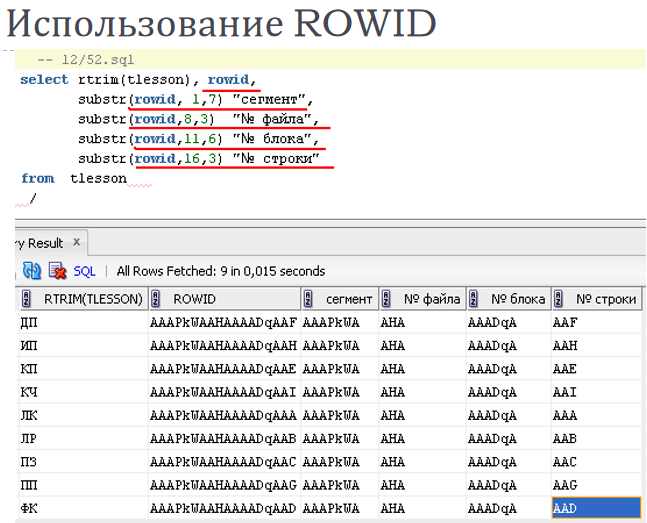 Использование ROWID
-- 12/52.sql
select rtrim(tlesson), rowid,
substr(rowid, 1,7) "сегмент",
substr(rowid,8,3) "№ файла",
substr(rowid,11,6) "№ блока",
substr(rowid,16,3) "№ строки"
from tlesson
/
ry Result x
SQL | All Rows Fetched: 9 in 0,015 seconds
RTRIM(TLESSON) ROWID сегмент № файла № блока № строки
ДП AAAPkWAAHAAAADqAAF AAAPkWA AHA AAADqA AAF
ИП AAAPkWAAHAAAADqAAH AAAPkWA AHA AAADqA AAH
КП AAAPkWAAHAAAADqAAE AAAPkWA AHA AAADqA AAE
КЧ AAAPkWAAHAAAADqAAI AAAPkWA AHA AAADqA AAI
ЛК AAAPkWAAHAAAADqAAA AAAPkWA AHA AAADqA AAA
ЛР AAAPkWAAHAAAADqAAB AAAPkWA AHA AAADqA AAB
ПЗ AAAPkWAAHAAAADqAAC AAAPkWA AHA AAADqA AAC
ПП AAAPkWAAHAAAADqAAG AAAPkWA AHA AAADqA AAG
ФК AAAPkWAAHAAAADqAAD AAAPkWA AHA AAADqA AAD